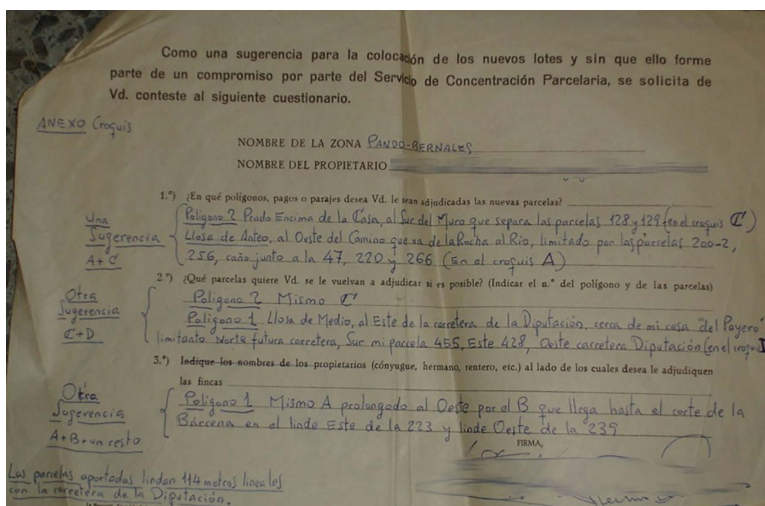 Como una sugerencia para la colocación de los nuevos lotes y sin que ello forme
parte de un compromiso por parte del Servicio de Concentración Parcelaria, se solicita de
Vd. conteste al siguiente cuestionario.
ANEXO Croquis
NOMBRE DE LA ZONA PANDO-BERNALES
NOMBRE DEL PROPIETARIO
1.º) ¿En qué polígonos, pagos o parajes desea Vd. le sean adjudicadas las nuevas parcelas?
Una
Sugerencia
A+C
Polígono 2 Prado Encima de la Casa, al Sur del Muro que separa las parcelas 128 y 129 (en el croquis C)
Llosa de Anteo, al Oeste del Camino que va de la Rocha al Río, limitado por las parcelas 200-2,
256, caño junto a la 47, 220 y 266 (En el croquis A)
2.º) ¿Qué parcelas quiere Vd. se le vuelvan a adjudicar si es posible? (Indicar el n.º del polígono y de las parcelas)
Otra
Sugerencia
C+D
Polígono 2 Mismo C
Polígono 1 Llosa de Medio, al Este de la carretera de la Diputación, cerca de mi casa "del Poyero"
limitante Norte futura carretera, Sur mi parcela 455, Este 428, Oeste carretera Diputación (en el croquis
3.º) Indique los nombres de los propietarios (cónyuge, hermano, rentero, etc.) al lado de los cuales desea le adjudiquen
las fincas
Otra
Sugerencia
A+B+un resto
Polígono 1 Mismo A prolongado al Oeste por el B que llega hasta el corte de la
Bárcena en el linde Este de la 223 y linde Oeste de la 239
FIRMA,
Las parcelas aportadas lindan 114 metros lineales
con la carretera de la Diputación.